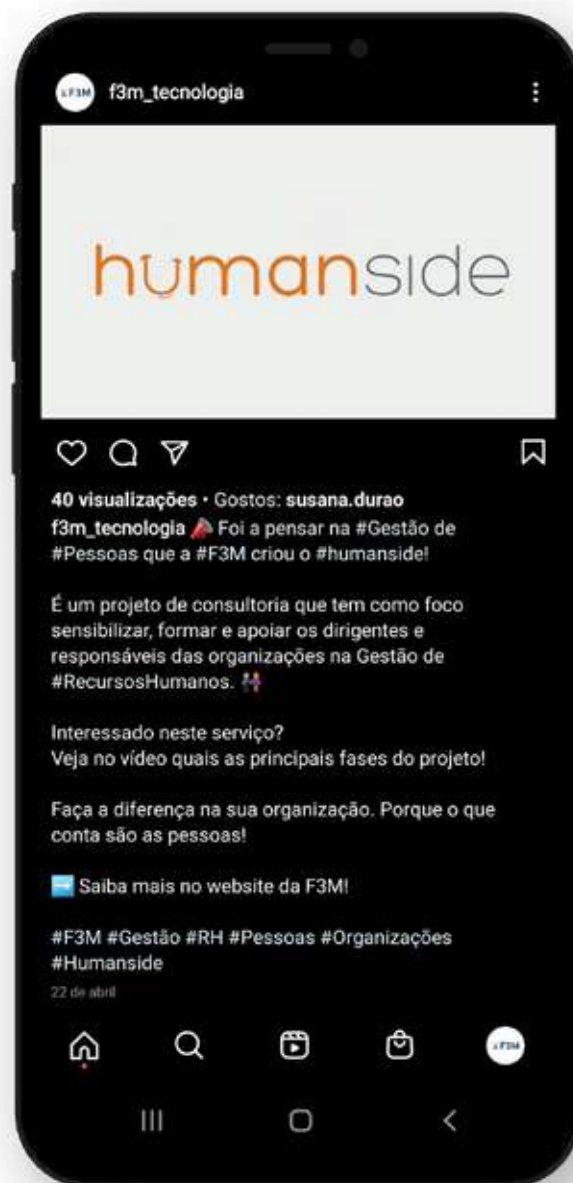 F3M f3m_tecnologia
humanside
40 visualizações • Gostos: susana.durao
f3m_tecnologia 📣 Foi a pensar na #Gestão de
#Pessoas que a #F3M criou o #humanside!
É um projeto de consultoria que tem como foco
sensibilizar, formar e apoiar os dirigentes e
responsáveis das organizações na Gestão de
#RecursosHumanos. 👫
Interessado neste serviço?
Veja no vídeo quais as principais fases do projeto!
Faça a diferença na sua organização. Porque o que
conta são as pessoas!
➡️ Saiba mais no website da F3M!
#F3M #Gestão #RH #Pessoas #Organizações
#Humanside
22 de abril
F3M